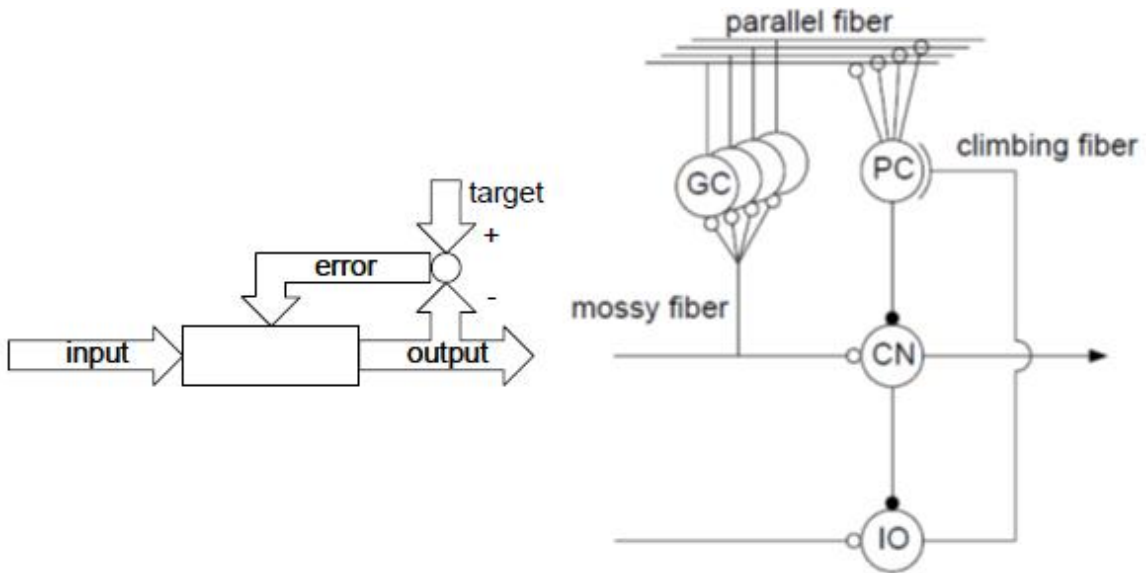 target
+
error
-
input
output
parallel fiber
climbing fiber
PC
GC
mossy fiber
CN
IO